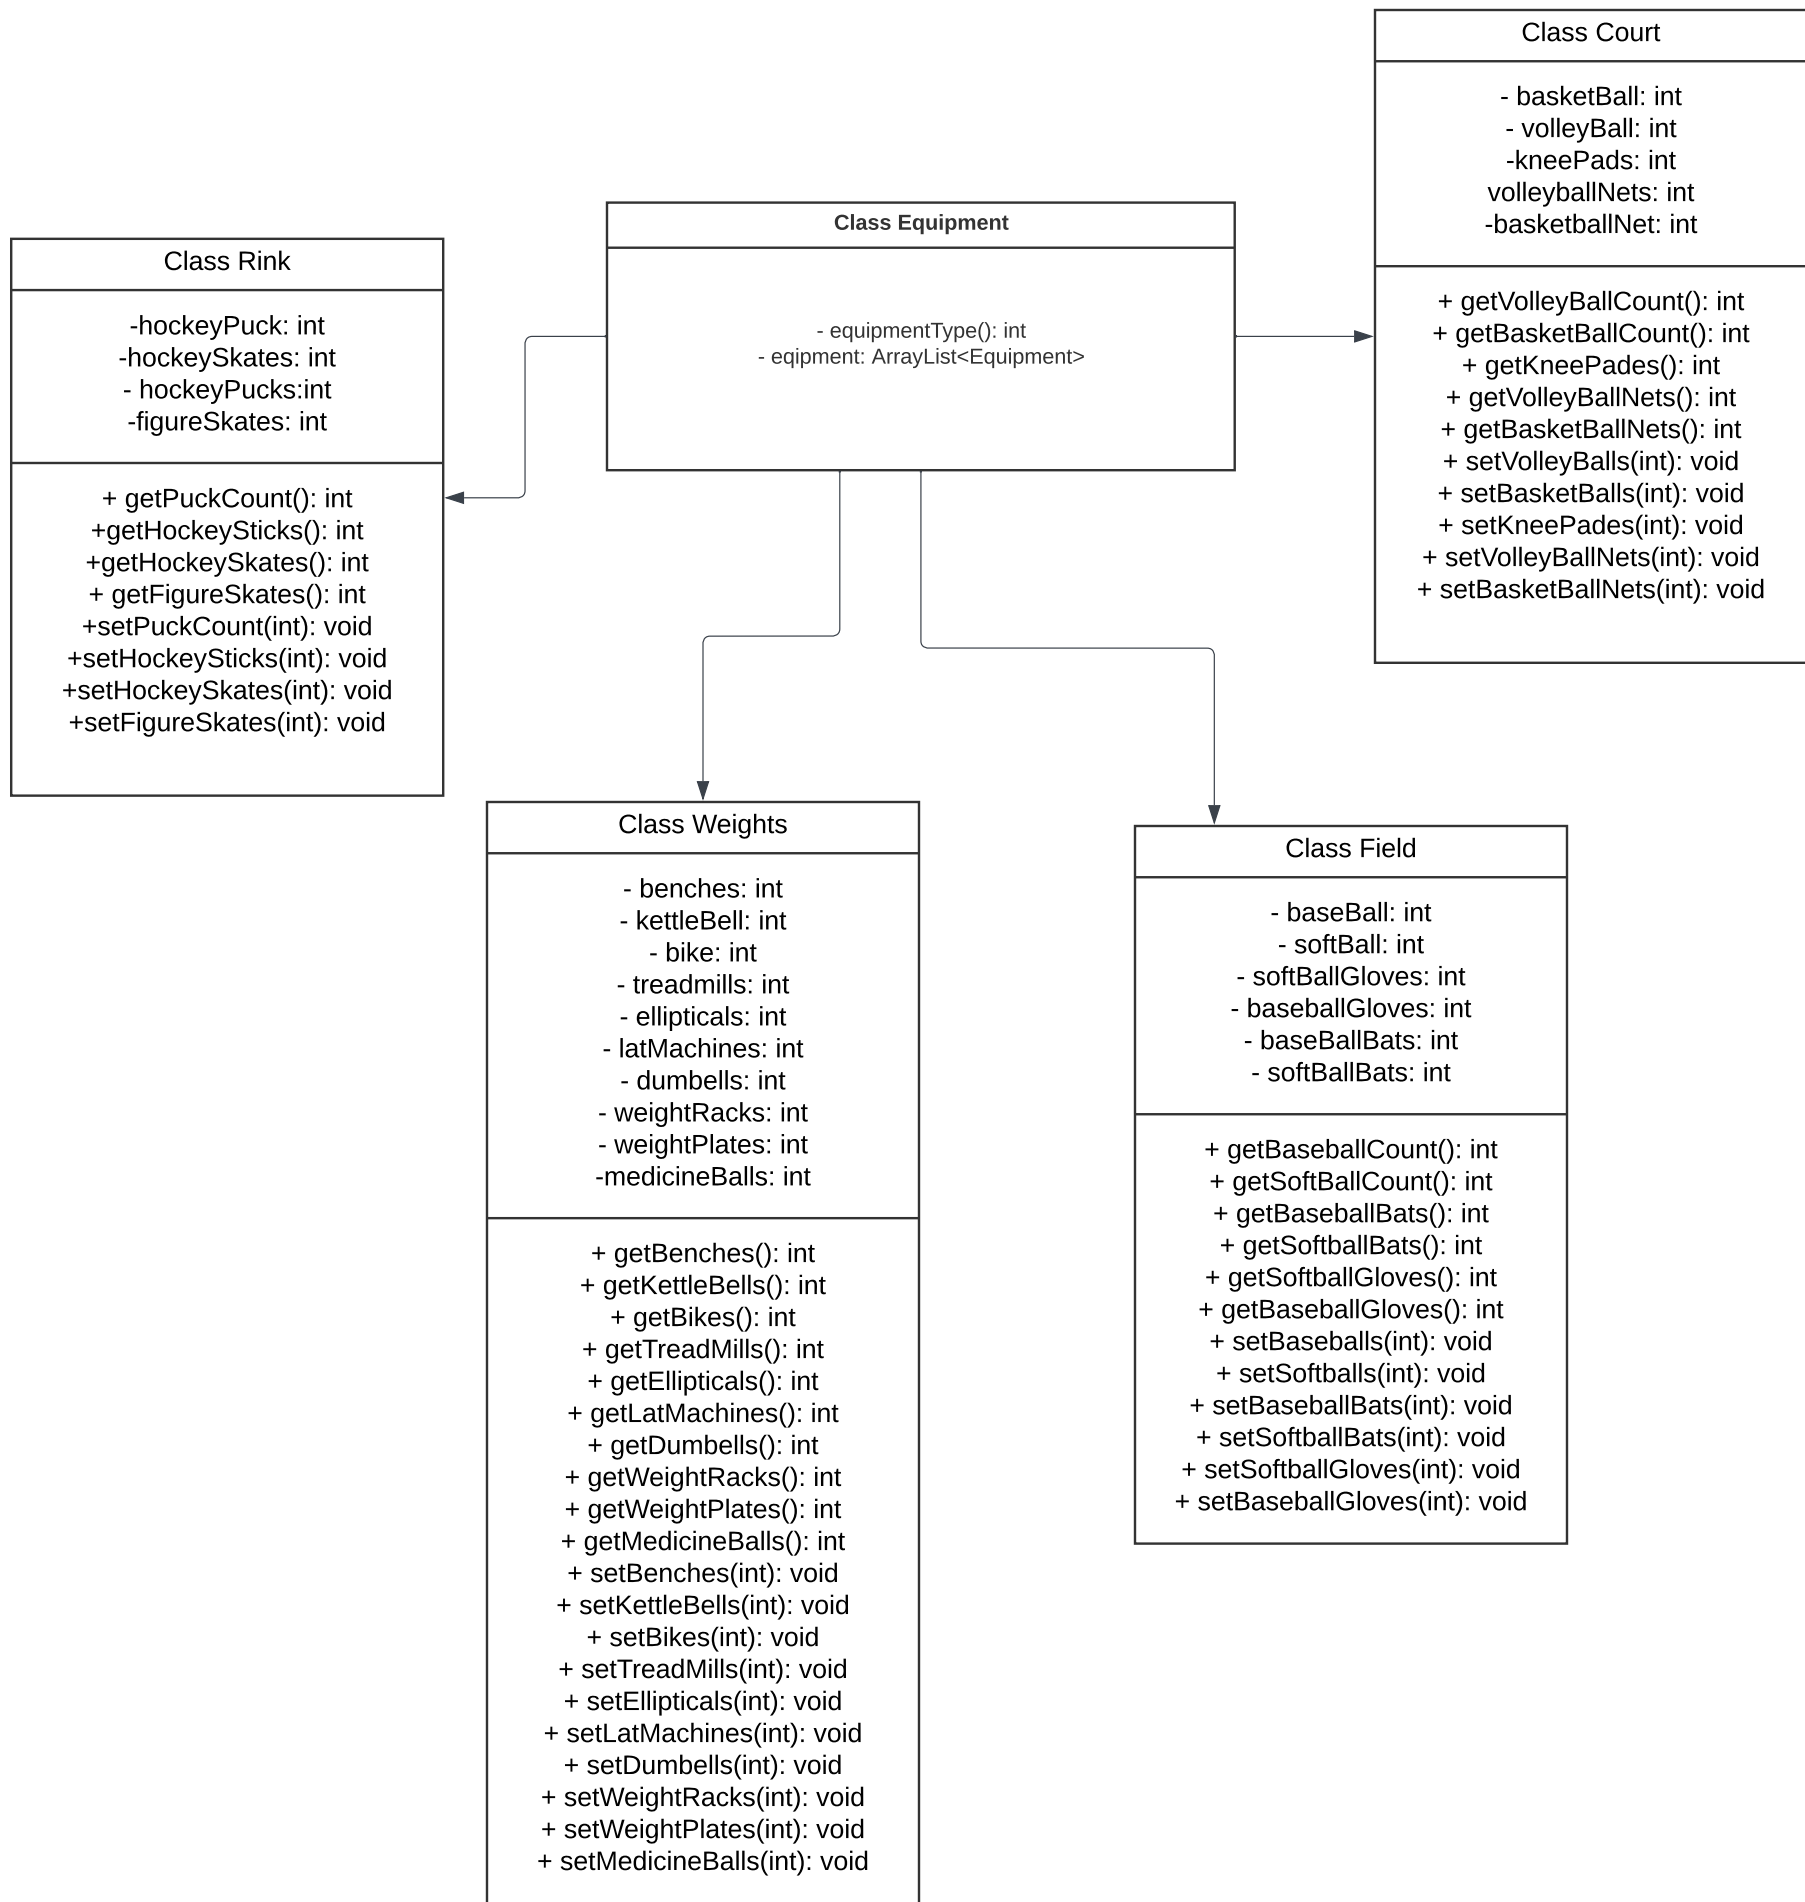 Class Court
- basketBall: int
- volleyBall: int
-kneePads: int
volleyballNets: int
-basketballNet: int
+ getVolleyBallCount(): int
+ getBasketBallCount(): int
+ getKneePades(): int
+ getVolleyBallNets(): int
+ getBasketBallNets(): int
+ setVolleyBalls(int): void
+ setBasketBalls(int): void
+ setKneePades(int): void
+ setVolleyBallNets(int): void
+ setBasketBallNets(int): void
Class Equipment
- equipmentType(): int
- eqipment: ArrayList<Equipment>
Class Rink
-hockeyPuck: int
-hockeySkates: int
- hockeyPucks:int
-figureSkates: int
+ getPuckCount(): int
+getHockeySticks(): int
+getHockeySkates(): int
+ getFigureSkates(): int
+setPuckCount(int): void
+setHockeySticks(int): void
+setHockeySkates(int): void
+setFigureSkates(int): void
Class Weights
- benches: int
- kettleBell: int
- bike: int
- treadmills: int
- ellipticals: int
- latMachines: int
- dumbells: int
- weightRacks: int
- weightPlates: int
-medicineBalls: int
+ getBenches(): int
+ getKettleBells(): int
+ getBikes(): int
+ getTreadMills(): int
+ getEllipticals(): int
+ getLatMachines(): int
+ getDumbells(): int
+ getWeightRacks(): int
+ getWeightPlates(): int
+ getMedicineBalls(): int
+ setBenches(int): void
+ setKettleBells(int): void
+ setBikes(int): void
+ setTreadMills(int): void
+ setEllipticals(int): void
+ setLatMachines(int): void
+ setDumbells(int): void
+ setWeightRacks(int): void
+ setWeightPlates(int): void
+ setMedicineBalls(int): void
Class Field
- baseBall: int
- softBall: int
- softBallGloves: int
- baseballGloves: int
- baseBallBats: int
- softBallBats: int
+ getBaseballCount(): int
+ getSoftBallCount(): int
+ getBaseballBats(): int
+ getSoftballBats(): int
+ getSoftballGloves(): int
+ getBaseballGloves(): int
+ setBaseballs(int): void
+ setSoftballs(int): void
+ setBaseballBats(int): void
+ setSoftballBats(int): void
+ setSoftballGloves(int): void
+ setBaseballGloves(int): void